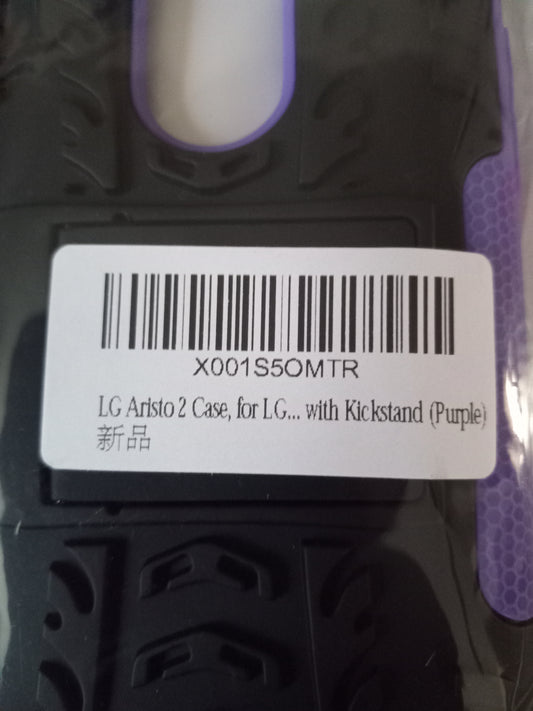 X001S5OMTR
LG Aristo 2 Case, for LG... with Kickstand (Purple)
新品